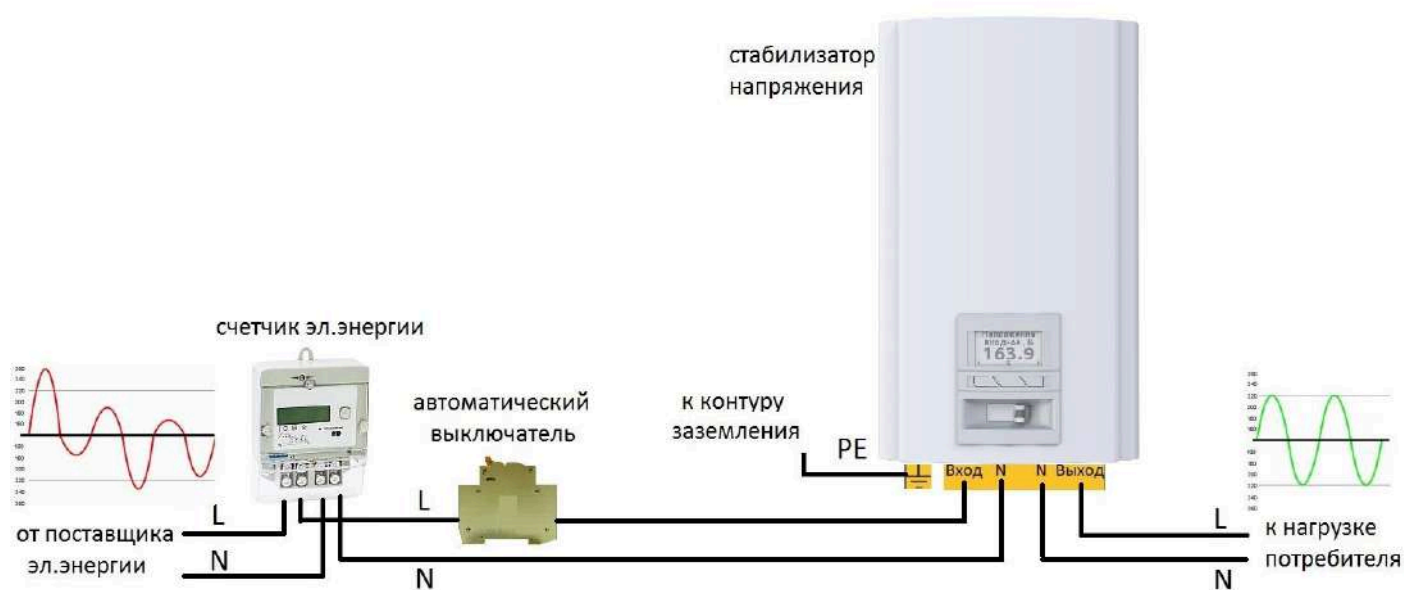 стабилизатор
напряжения
Напряжение
163.9
счетчик эл.энергии
автоматический
выключатель
к контуру
заземления
PE
Вход N N Выход
L
L
L
от поставщика
эл.энергии
к нагрузке
потребителя
N
N
N